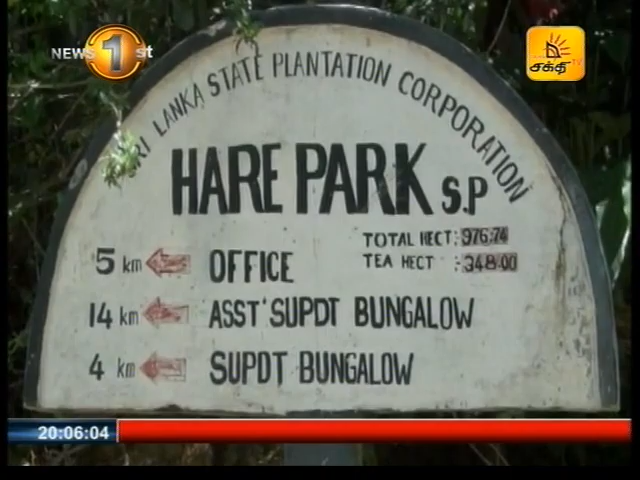 NEWS 1st
சக்தி TV
SRI LANKA STATE PLANTATION CORPORATION
HARE PARK S.P
TOTAL HECT: 976.74
TEA HECT : 348.00
5 km OFFICE
14 km ASST' SUPDT BUNGALOW
4 km SUPDT BUNGALOW
20:06:04